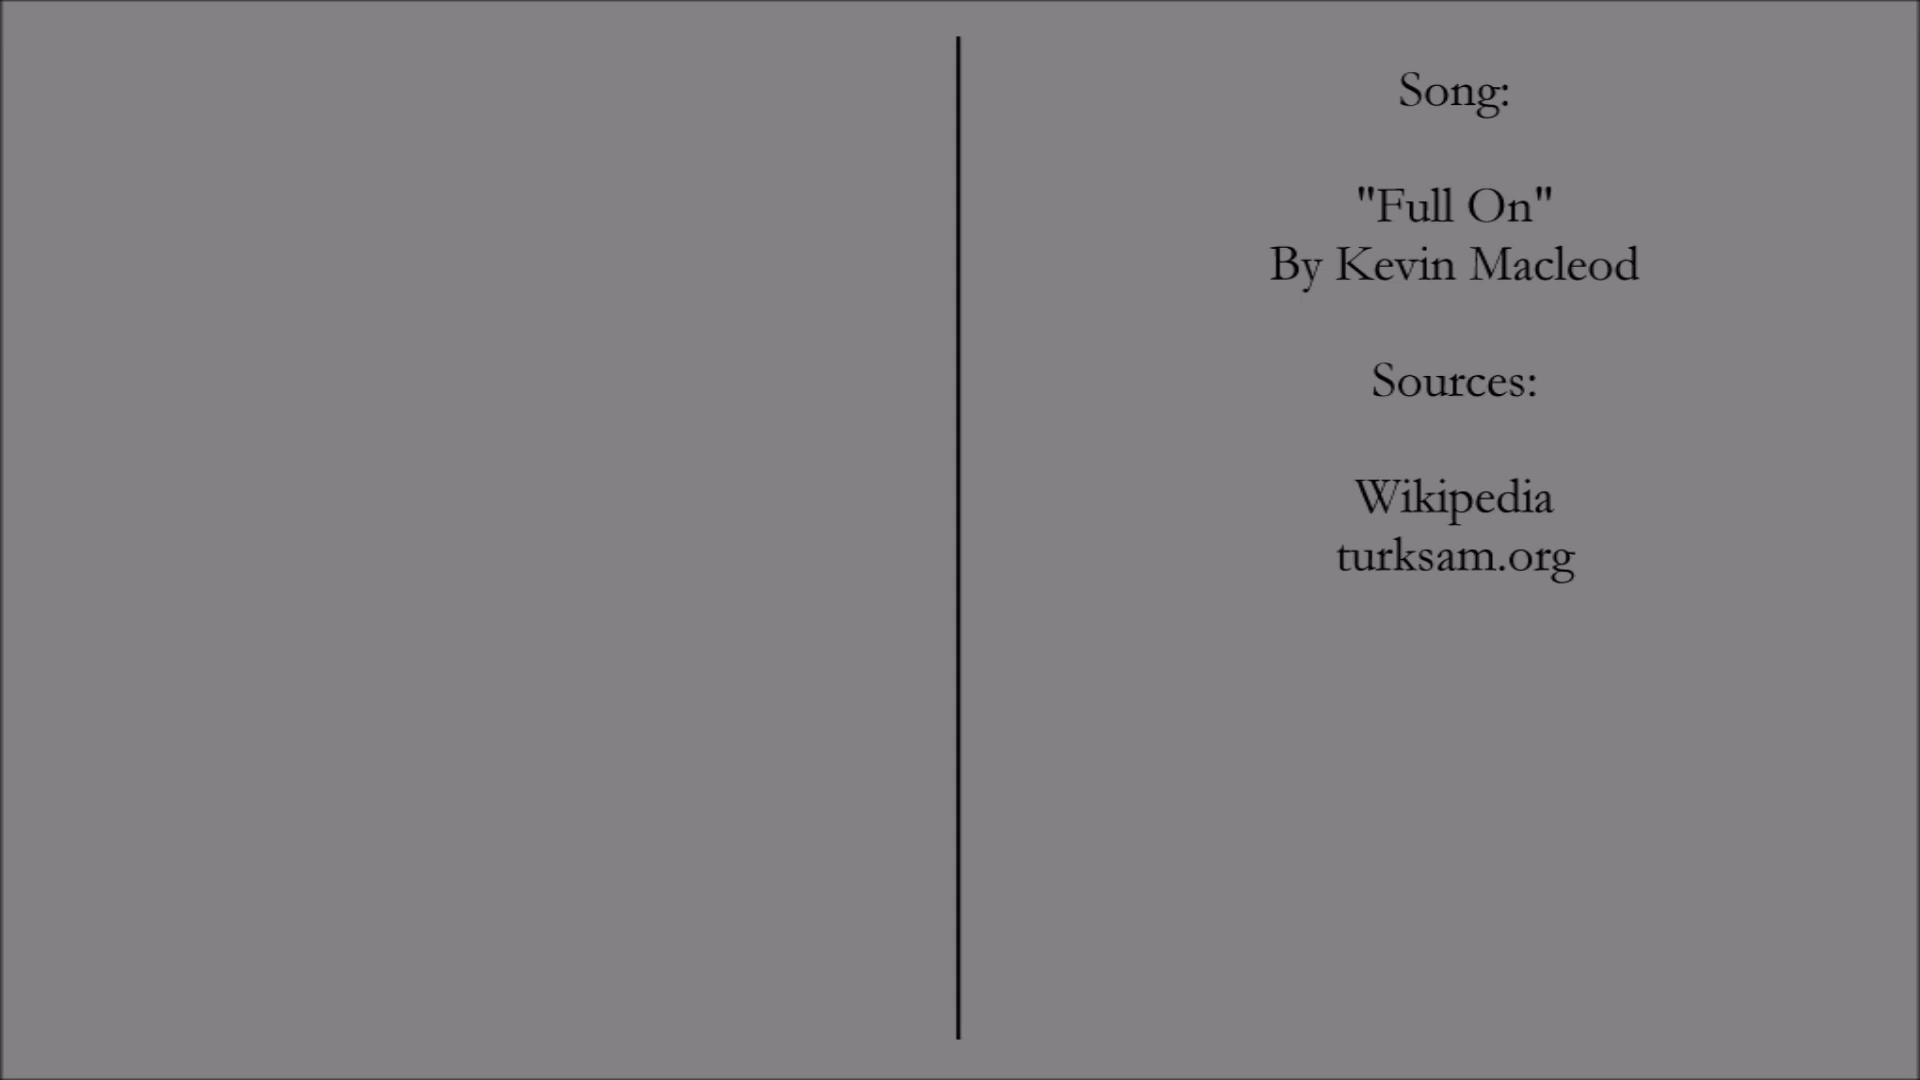 Song:
"Full On"
By Kevin Macleod
Sources:
Wikipedia
turksam.org